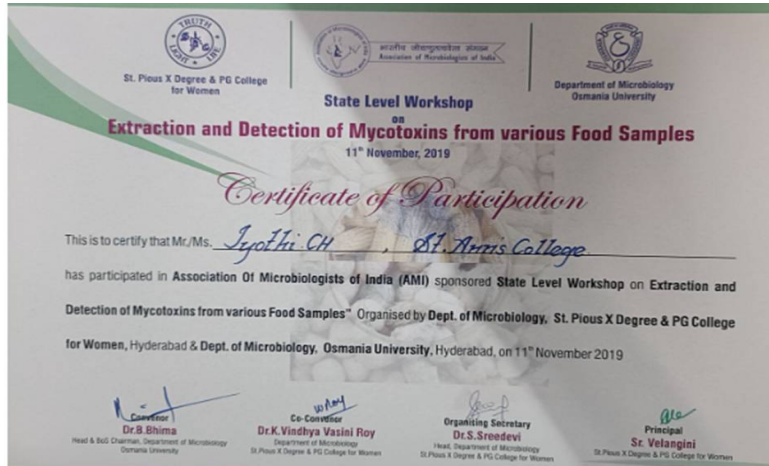 TRUTH
LIGHT
LIFE
St. Pious X Degree & PG College
for Women
भारतीय जीवाणुतत्ववेत्ता संगठन
Association of Microbiologists of India
Department of Microbiology
Osmania University
State Level Workshop
on
Extraction and Detection of Mycotoxins from various Food Samples
11th November, 2019
Certificate of Participation
This is to certify that Mr./Ms. Jyothi CH , St. Anns College
has participated in Association Of Microbiologists of India (AMI) sponsored State Level Workshop on Extraction and
Detection of Mycotoxins from various Food Samples" Organised by Dept. of Microbiology, St. Pious X Degree & PG College
for Women, Hyderabad & Dept. of Microbiology, Osmania University, Hyderabad, on 11th November 2019
Convenor
Dr.B.Bhima
Head & BoS Chairman, Department of Microbiology
Osmania University
Co-Convenor
Dr.K.Vindhya Vasini Roy
Department of Microbiology
St.Pious X Degree & PG College for Women
Organising Secretary
Dr.S.Sreedevi
Head, Department of Microbiology
St.Pious X Degree & PG College for Women
Principal
Sr. Velangini
St.Pious X Degree & PG College for Women